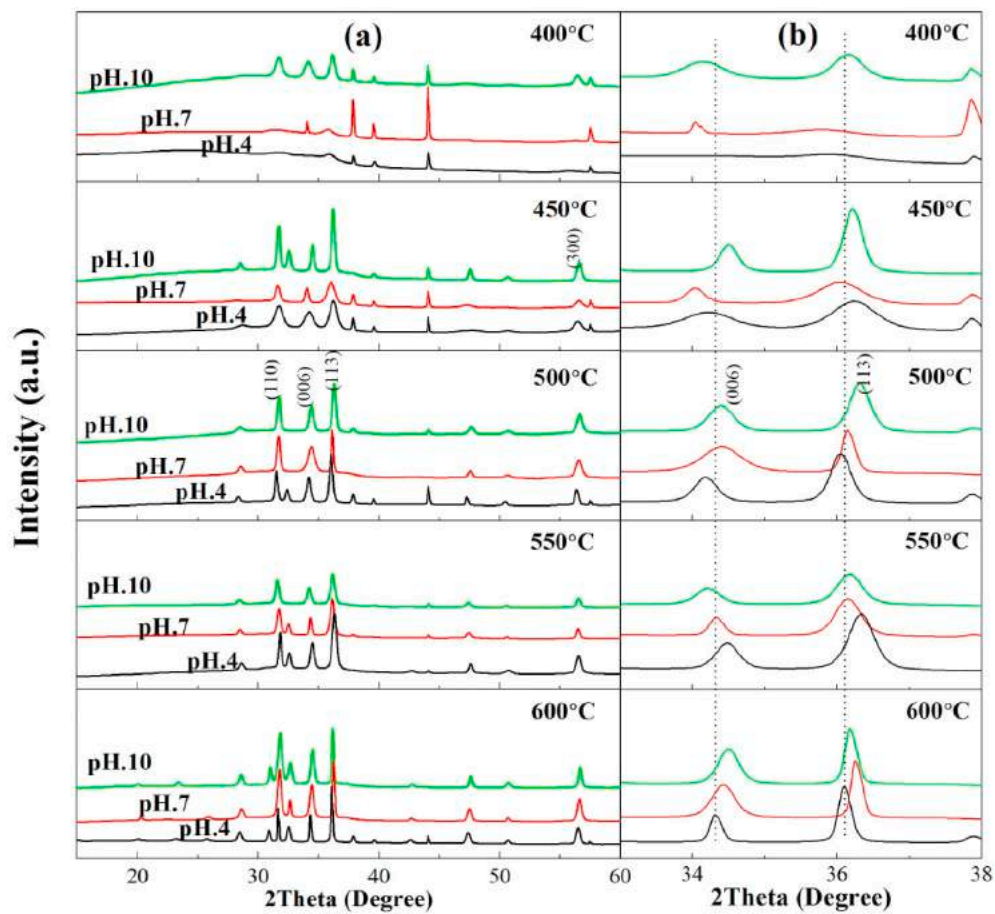 (a)
400°C
(b)
400°C
pH.10
pH.7
pH.4
450°C
450°C
pH.10
(300)
pH.7
pH.4
500°C
500°C
(110)
(006)
(113)
(006)
(113)
pH.10
pH.7
pH.4
550°C
550°C
pH.10
pH.7
pH.4
600°C
600°C
pH.10
pH.7
pH.4
20
30
40
50
60
34
36
38
2Theta (Degree)
2Theta (Degree)
Intensity (a.u.)